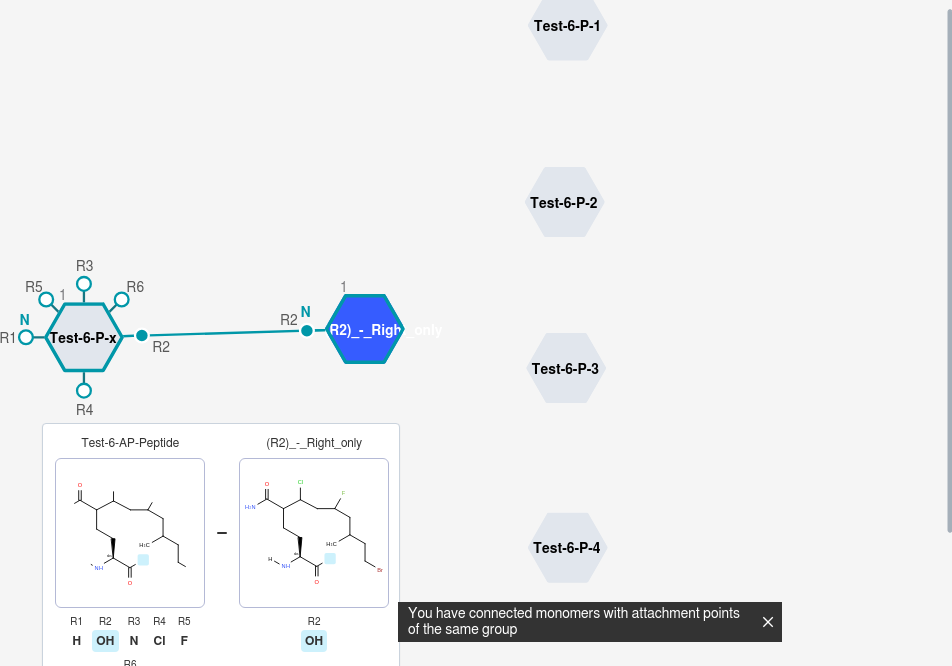 Test-6-P-1
Test-6-P-2
R3
R5
1
R6
N
R1
Test-6-P-x
R2
R4
1
N
R2
R2)_-_Right_only
Test-6-P-3
Test-6-AP-Peptide
(R2)_-_Right_only
O
H₃C
NH
O
–
O
Cl
F
H₂N
H₃C
H
NH
O
Br
Test-6-P-4
R1 R2 R3 R4 R5
H OH N Cl F
R6
R2
OH
You have connected monomers with attachment points
of the same group